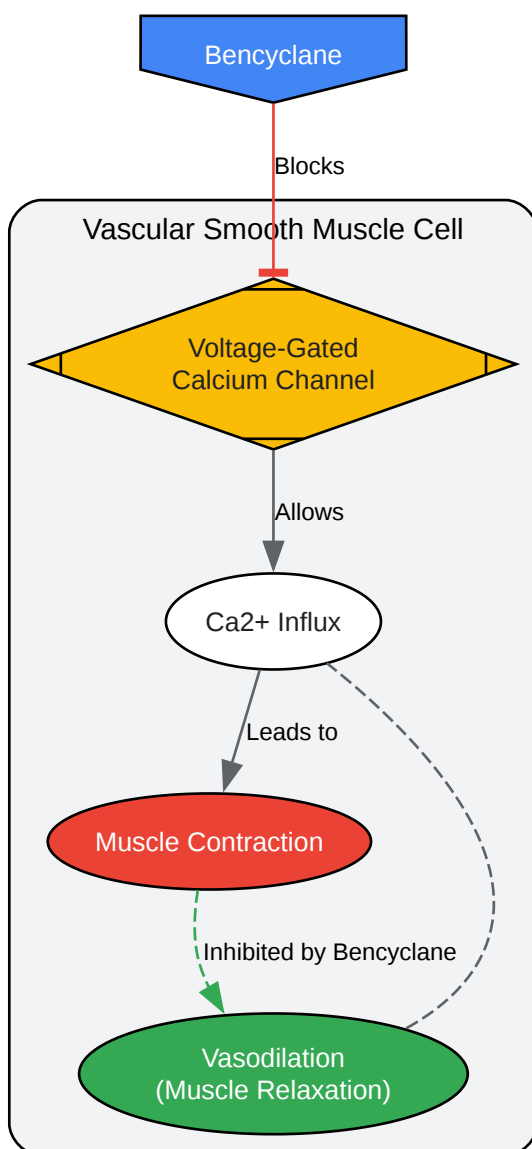 Bencyclane
Blocks
Vascular Smooth Muscle Cell
Voltage-Gated
Calcium Channel
Allows
Ca2+ Influx
Leads to
Muscle Contraction
Inhibited by Bencyclane
Vasodilation
(Muscle Relaxation)